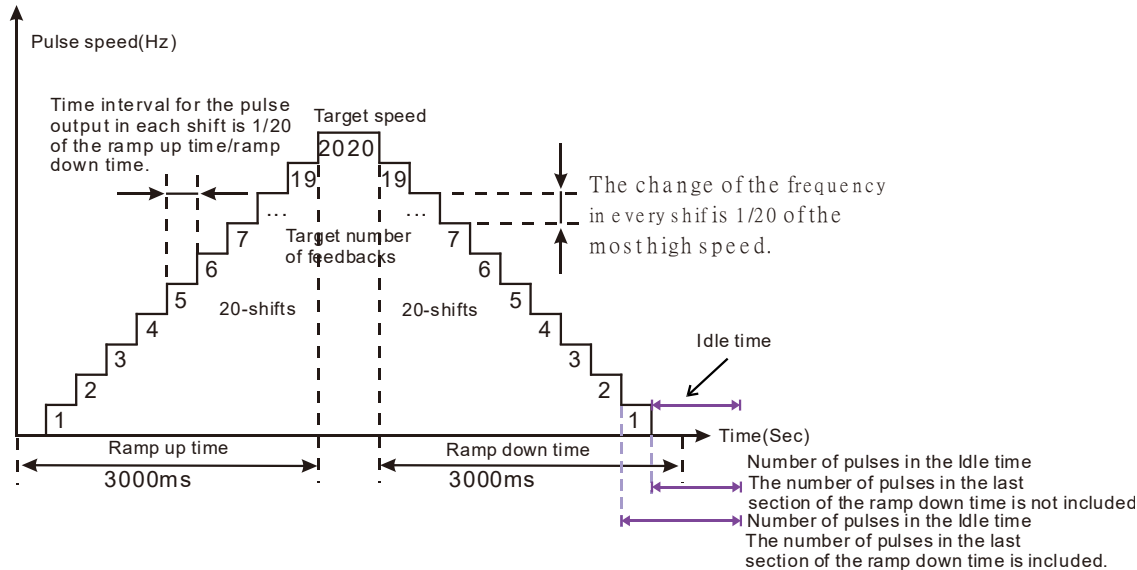 Pulse speed(Hz)
Time interval for the pulse
output in each shift is 1/20
of the ramp up time/ramp
down time.
Target speed
20 20
19
19
...
...
The change of the frequency
in every shif is 1/20 of the
most high speed.
7
7
Target number
of feedbacks
6
6
5
5
20-shifts
20-shifts
4
4
3
3
Idle time
2
2
1
1
Time(Sec)
Ramp up time
Ramp down time
3000ms
3000ms
Number of pulses in the Idle time
The number of pulses in the last
section of the ramp down time is not included
Number of pulses in the Idle time
The number of pulses in the last
section of the ramp down time is included.